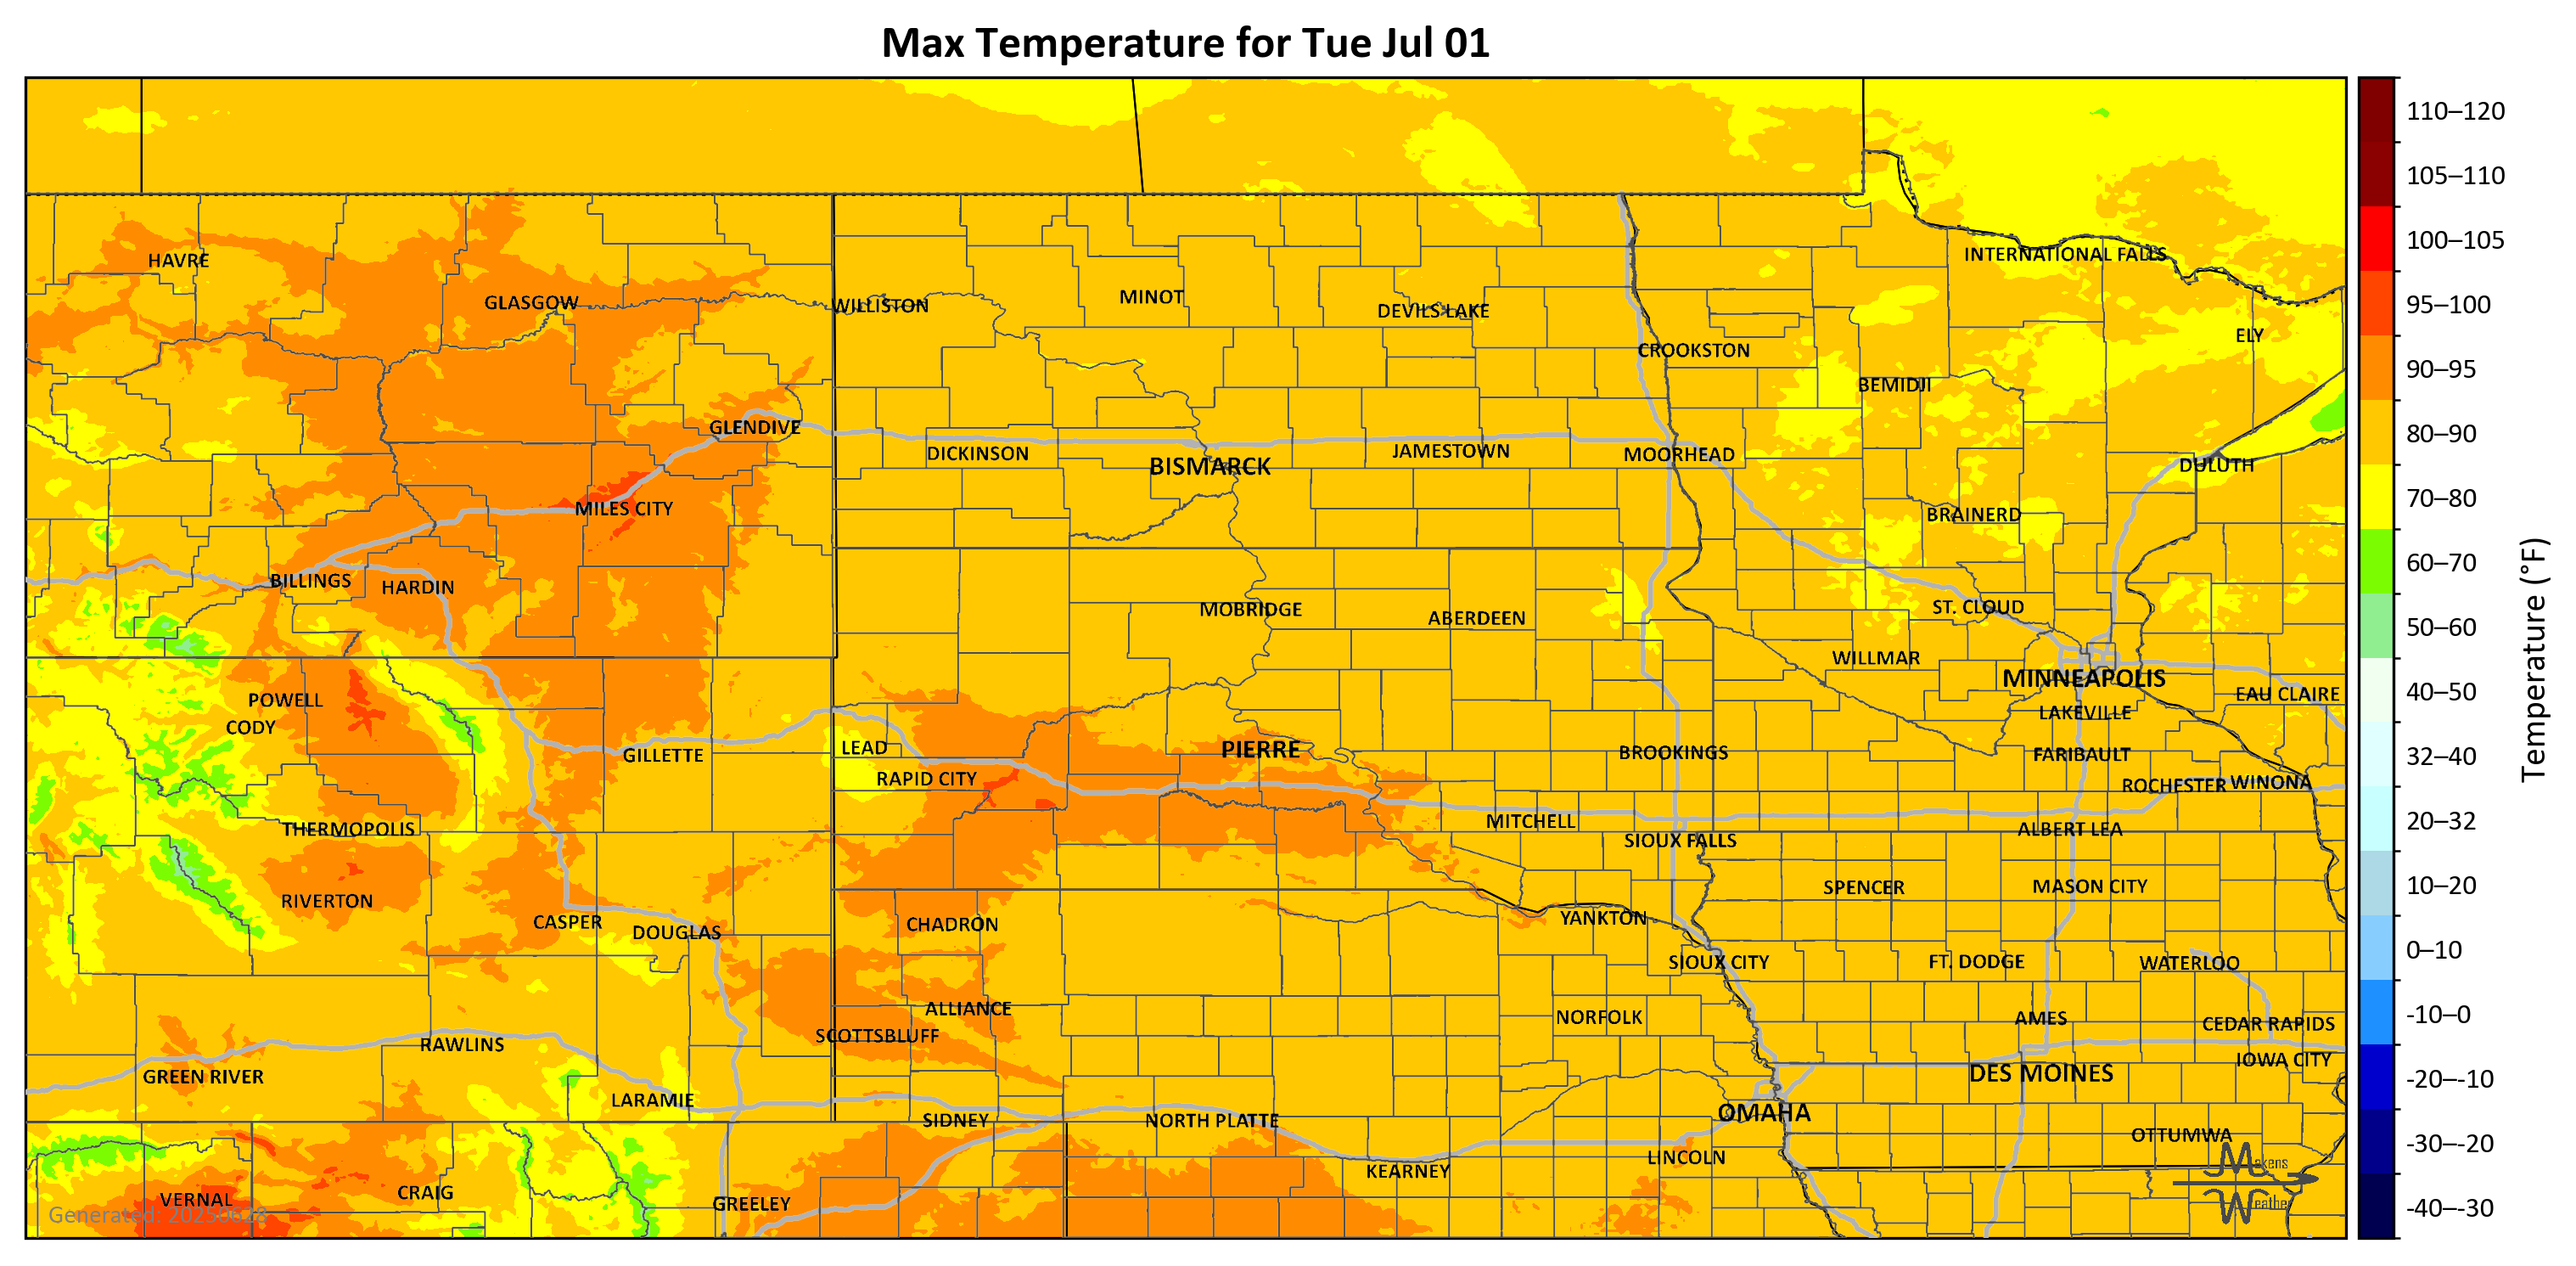 Max Temperature for Tue Jul 01
110–120
105–110
100–105
95–100
90–95
80–90
70–80
60–70
50–60
40–50
32–40
20–32
10–20
0–10
-10–0
-20–-10
-30–-20
-40–-30
Temperature (°F)
HAVRE
GLASGOW
WILLISTON
MINOT
DEVILS LAKE
CROOKSTON
INTERNATIONAL FALLS
ELY
BEMIDJI
GLENDIVE
DICKINSON
BISMARCK
JAMESTOWN
MOORHEAD
DULUTH
MILES CITY
BRAINERD
BILLINGS
HARDIN
MOBRIDGE
ABERDEEN
ST. CLOUD
WILLMAR
MINNEAPOLIS
EAU CLAIRE
LAKEVILLE
POWELL
CODY
GILLETTE
LEAD
RAPID CITY
PIERRE
BROOKINGS
FARIBAULT
ROCHESTER
WINONA
THERMOPOLIS
MITCHELL
SIOUX FALLS
ALBERT LEA
RIVERTON
CASPER
DOUGLAS
CHADRON
YANKTON
SPENCER
MASON CITY
SIOUX CITY
FT. DODGE
WATERLOO
ALLIANCE
SCOTTSBLUFF
NORFOLK
AMES
CEDAR RAPIDS
IOWA CITY
RAWLINS
GREEN RIVER
LARAMIE
SIDNEY
NORTH PLATTE
OMAHA
DES MOINES
OTTUMWA
KEARNEY
LINCOLN
VERNAL
CRAIG
GREELEY
Generated: 20250628
Makens
Weather